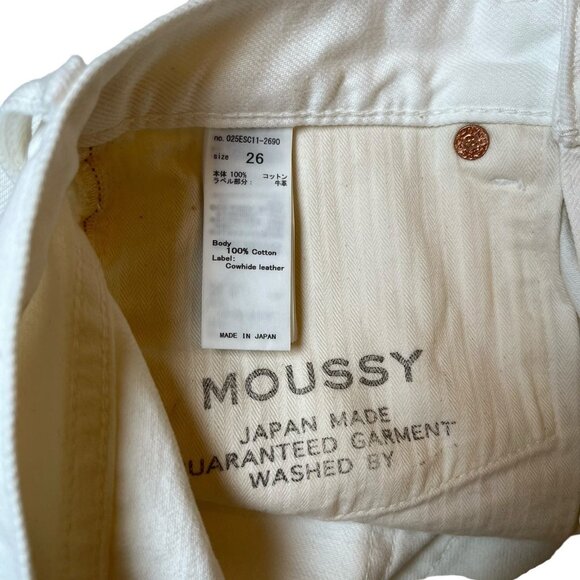 no. 025ESC11-2690
size 26
本体 100% コットン
ラベル部分: 牛革
Body
100% Cotton
Label:
Cowhide leather
MADE IN JAPAN
MOUSSY
JAPAN MADE
UARANTEED GARMENT
WASHED BY